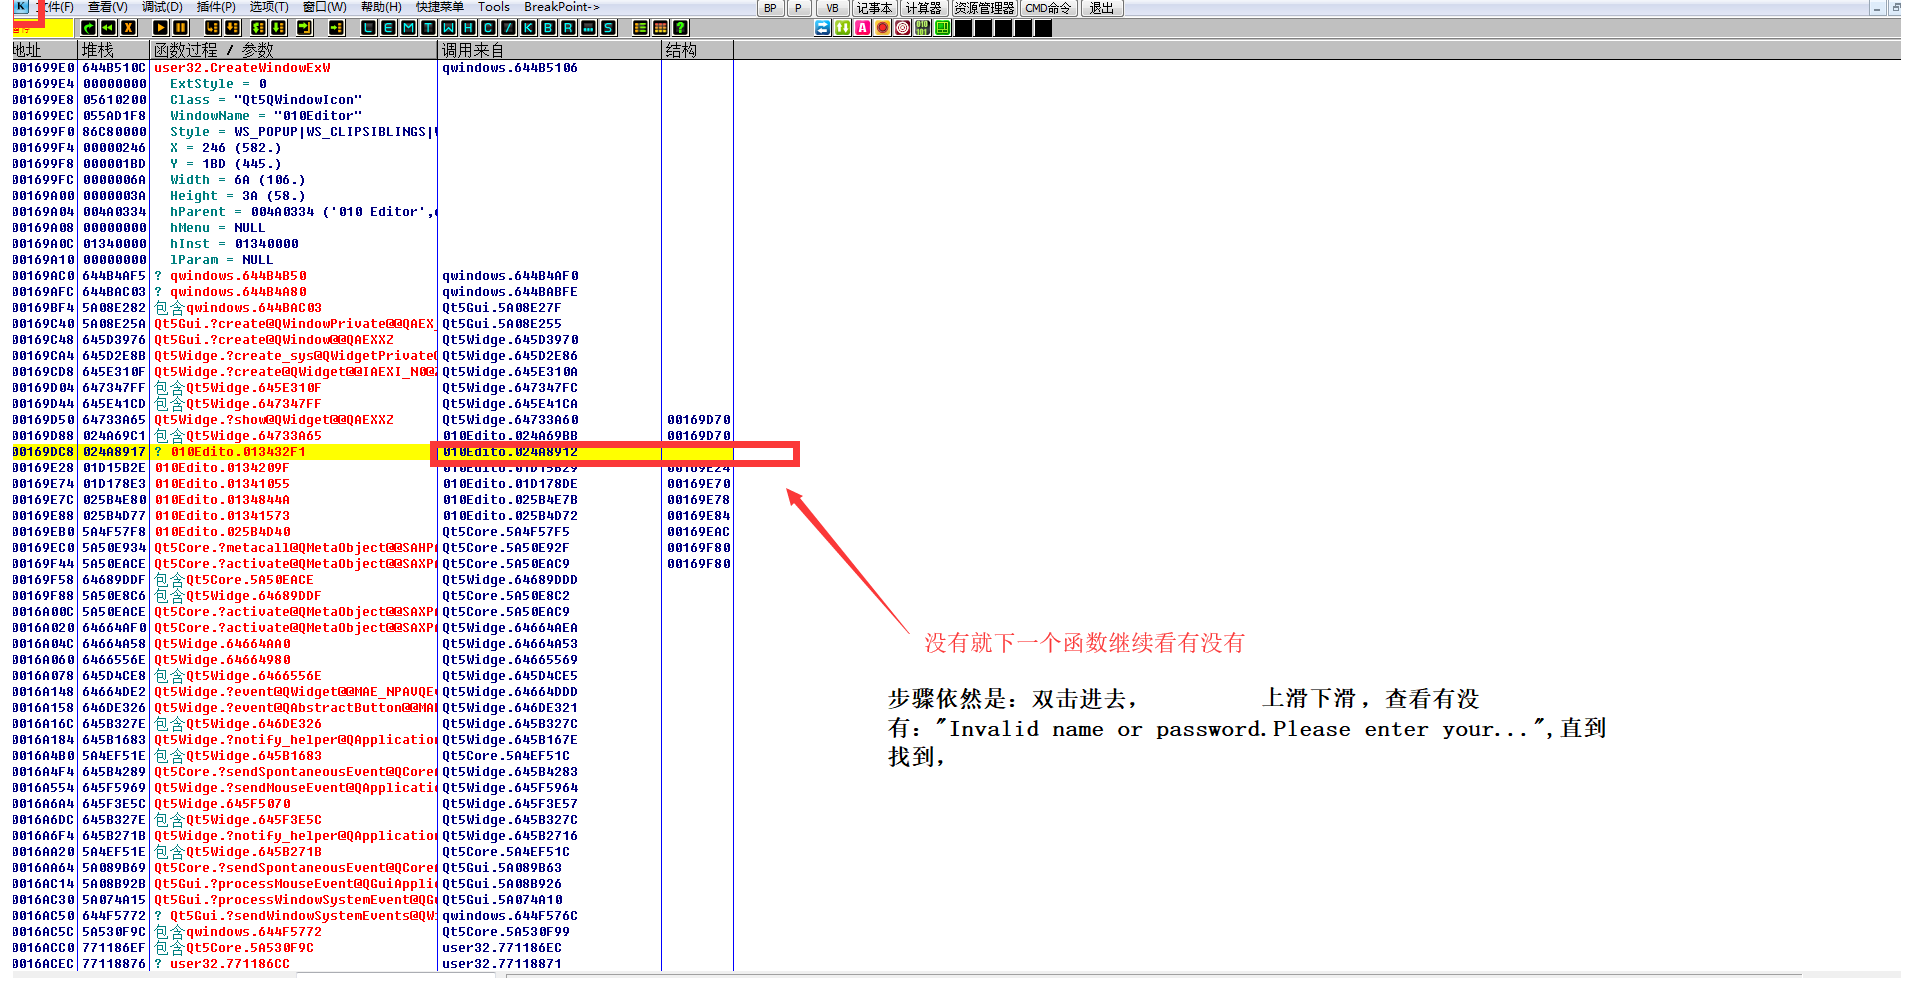 文件(F) 查看(V) 调试(D) 插件(P) 选项(T) 窗口(W) 帮助(H) 快捷菜单 Tools BreakPoint-> BP P VB 记事本 计算器 资源管理器 CMD命令 退出
L E M T W H C / K B R ... S ?
地址 堆栈 函数过程 / 参数 调用来自 结构
001699E0 644B510C user32.CreateWindowExW qwindows.644B5106
001699E4 00000000 ExtStyle = 0
001699E8 05610200 Class = "Qt5QWindowIcon"
001699EC 055AD1F8 WindowName = "010Editor"
001699F0 86C80000 Style = WS_POPUP|WS_CLIPSIBLINGS|
001699F4 00000246 X = 246 (582.)
001699F8 000001BD Y = 1BD (445.)
001699FC 0000006A Width = 6A (106.)
00169A00 0000003A Height = 3A (58.)
00169A04 004A0334 hParent = 004A0334 ('010 Editor',
00169A08 00000000 hMenu = NULL
00169A0C 01340000 hInst = 01340000
00169A10 00000000 lParam = NULL
00169AC0 644B4AF5 ? qwindows.644B4B50 qwindows.644B4AF0
00169AFC 644BAC03 ? qwindows.644B4A80 qwindows.644BABFE
00169BF4 5A08E282 包含qwindows.644BAC03 Qt5Gui.5A08E27F
00169C40 5A08E25A Qt5Gui.?create@QWindowPrivate@@QAEX_ Qt5Gui.5A08E255
00169C48 645D3976 Qt5Gui.?create@QWindow@@QAEXXZ Qt5Widge.645D3970
00169CA4 645D2E8B Qt5Widge.?create_sys@QWidgetPrivate@ Qt5Widge.645D2E86
00169CD8 645E310F Qt5Widge.?create@QWidget@@IAEXI_N0@Z Qt5Widge.645E310A
00169D04 647347FF 包含Qt5Widge.645E310F Qt5Widge.647347FC
00169D44 645E41CD 包含Qt5Widge.647347FF Qt5Widge.645E41CA
00169D50 64733A65 Qt5Widge.?show@QWidget@@QAEXXZ Qt5Widge.64733A60 00169D70
00169D88 024A69C1 包含Qt5Widge.64733A65 010Edito.024A69BB 00169D70
00169DC8 024A8917 ? 010Edito.013432F1 010Edito.024A8912
00169E28 01D15B2E 010Edito.0134209F 010Edito.01D15B29 00169E24
00169E74 01D178E3 010Edito.01341055 010Edito.01D178DE 00169E70
00169E7C 025B4E80 010Edito.0134844A 010Edito.025B4E7B 00169E78
00169E88 025B4D77 010Edito.01341573 010Edito.025B4D72 00169E84
00169EB0 5A4F57F8 010Edito.025B4D40 Qt5Core.5A4F57F5 00169EAC
00169EC0 5A50E934 Qt5Core.?metacall@QMetaObject@@SAHP Qt5Core.5A50E92F 00169F80
00169F44 5A50EACE Qt5Core.?activate@QMetaObject@@SAXP Qt5Core.5A50EAC9 00169F80
00169F58 64689DDF 包含Qt5Core.5A50EACE Qt5Widge.64689DDD
00169F88 5A50E8C6 包含Qt5Widge.64689DDF Qt5Core.5A50E8C2
0016A00C 5A50EACE Qt5Core.?activate@QMetaObject@@SAXP Qt5Core.5A50EAC9
0016A020 64664AF0 Qt5Core.?activate@QMetaObject@@SAXP Qt5Widge.64664AEA
0016A04C 64664A58 Qt5Widge.64664AA0 Qt5Widge.64664A53
0016A060 6466556E Qt5Widge.64664980 Qt5Widge.64665569
0016A078 645D4CE8 包含Qt5Widge.6466556E Qt5Widge.645D4CE5
0016A148 64664DE2 Qt5Widge.?event@QWidget@@MAE_NPAVQEv Qt5Widge.64664DDD
0016A158 646DE326 Qt5Widge.?event@QAbstractButton@@MA Qt5Widge.646DE321
0016A16C 645B327E 包含Qt5Widge.646DE326 Qt5Widge.645B327C
0016A184 645B1683 Qt5Widge.?notify_helper@QApplication Qt5Widge.645B167E
0016A4B0 5A4EF51E 包含Qt5Widge.645B1683 Qt5Core.5A4EF51C
0016A4F4 645B4289 Qt5Core.?sendSpontaneousEvent@QCore Qt5Widge.645B4283
0016A554 645F5969 Qt5Widge.?sendMouseEvent@QApplication Qt5Widge.645F5964
0016A6A4 645F3E5C Qt5Widge.645F5070 Qt5Widge.645F3E57
0016A6DC 645B327E 包含Qt5Widge.645F3E5C Qt5Widge.645B327C
0016A6F4 645B271B Qt5Widge.?notify_helper@QApplication Qt5Widge.645B2716
0016AA20 5A4EF51E 包含Qt5Widge.645B271B Qt5Core.5A4EF51C
0016AA64 5A089B69 Qt5Core.?sendSpontaneousEvent@QCore Qt5Gui.5A089B63
0016AC14 5A08B92B Qt5Gui.?processMouseEvent@QGuiAppli Qt5Gui.5A08B926
0016AC30 5A074A15 Qt5Gui.?processWindowSystemEvent@QG Qt5Gui.5A074A10
0016AC50 644F5772 ? Qt5Gui.?sendWindowSystemEvents@QW qwindows.644F576C
0016AC5C 5A530F9C 包含qwindows.644F5772 Qt5Core.5A530F99
0016ACC0 771186EF 包含Qt5Core.5A530F9C user32.771186EC
0016ACEC 77118876 ? user32.771186CC user32.77118871
没有就下一个函数继续看有没有
步骤依然是：双击进去， 上滑下滑，查看有没
有："Invalid name or password.Please enter your...",直到
找到，